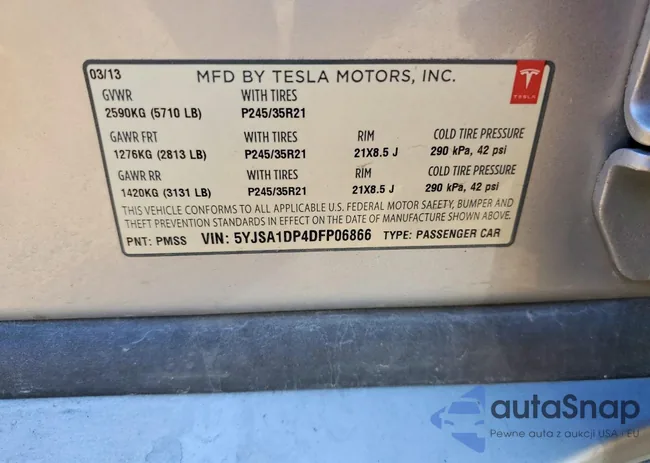 03/13 MFD BY TESLA MOTORS, INC.
TESLA
GVWR WITH TIRES
2590KG (5710 LB) P245/35R21
GAWR FRT WITH TIRES RIM COLD TIRE PRESSURE
1276KG (2813 LB) P245/35R21 21X8.5 J 290 kPa, 42 psi
GAWR RR WITH TIRES RIM COLD TIRE PRESSURE
1420KG (3131 LB) P245/35R21 21X8.5 J 290 kPa, 42 psi
THIS VEHICLE CONFORMS TO ALL APPLICABLE U.S. FEDERAL MOTOR SAFETY, BUMPER AND
THEFT PREVENTION STANDARDS IN EFFECT ON THE DATE OF MANUFACTURE SHOWN ABOVE.
PNT: PMSS VIN: 5YJSA1DP4DFP06866 TYPE: PASSENGER CAR
autaSnap
Pewne auta z aukcji USA i EU